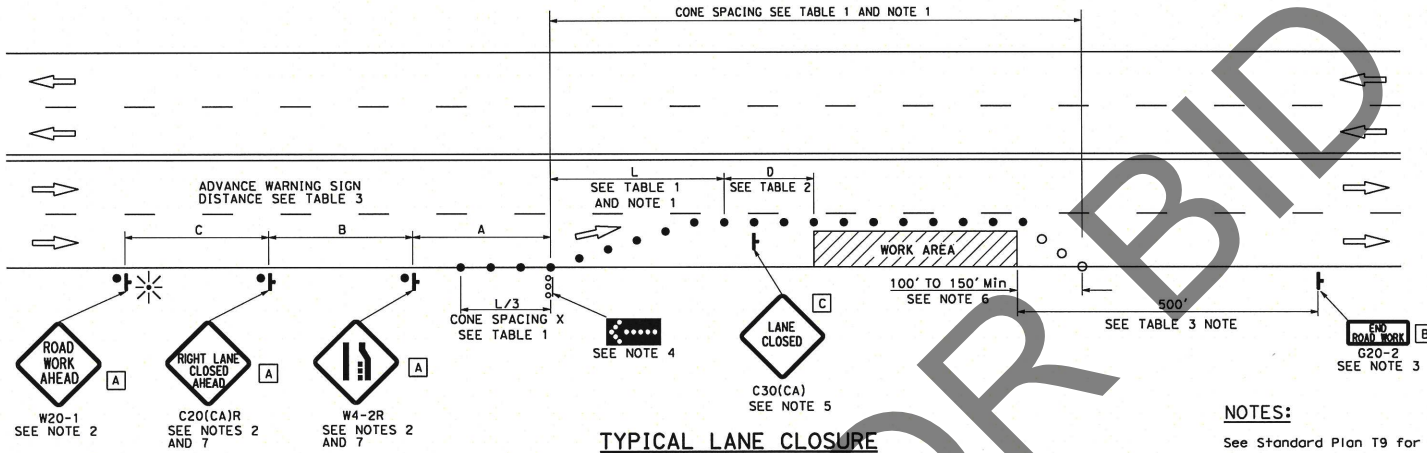 CONE SPACING SEE TABLE 1 AND NOTE 1
ADVANCE WARNING SIGN
DISTANCE SEE TABLE 3
L
SEE TABLE 1
AND NOTE 1
D
SEE TABLE 2
C
B
A
WORK AREA
L/3
CONE SPACING X
SEE TABLE 1
SEE NOTE 4
100' TO 150' Min
SEE NOTE 6
500'
SEE TABLE 3 NOTE
ROAD
WORK
AHEAD
A
W20-1
SEE NOTE 2
RIGHT LANE
CLOSED
AHEAD
A
C20(CA)R
SEE NOTES 2
AND 7
A
W4-2R
SEE NOTES 2
AND 7
LANE
CLOSED
C
C30(CA)
SEE NOTE 5
END
ROAD WORK
B
G20-2
SEE NOTE 3
TYPICAL LANE CLOSURE
NOTES:
See Standard Plan T9 for
OR BID